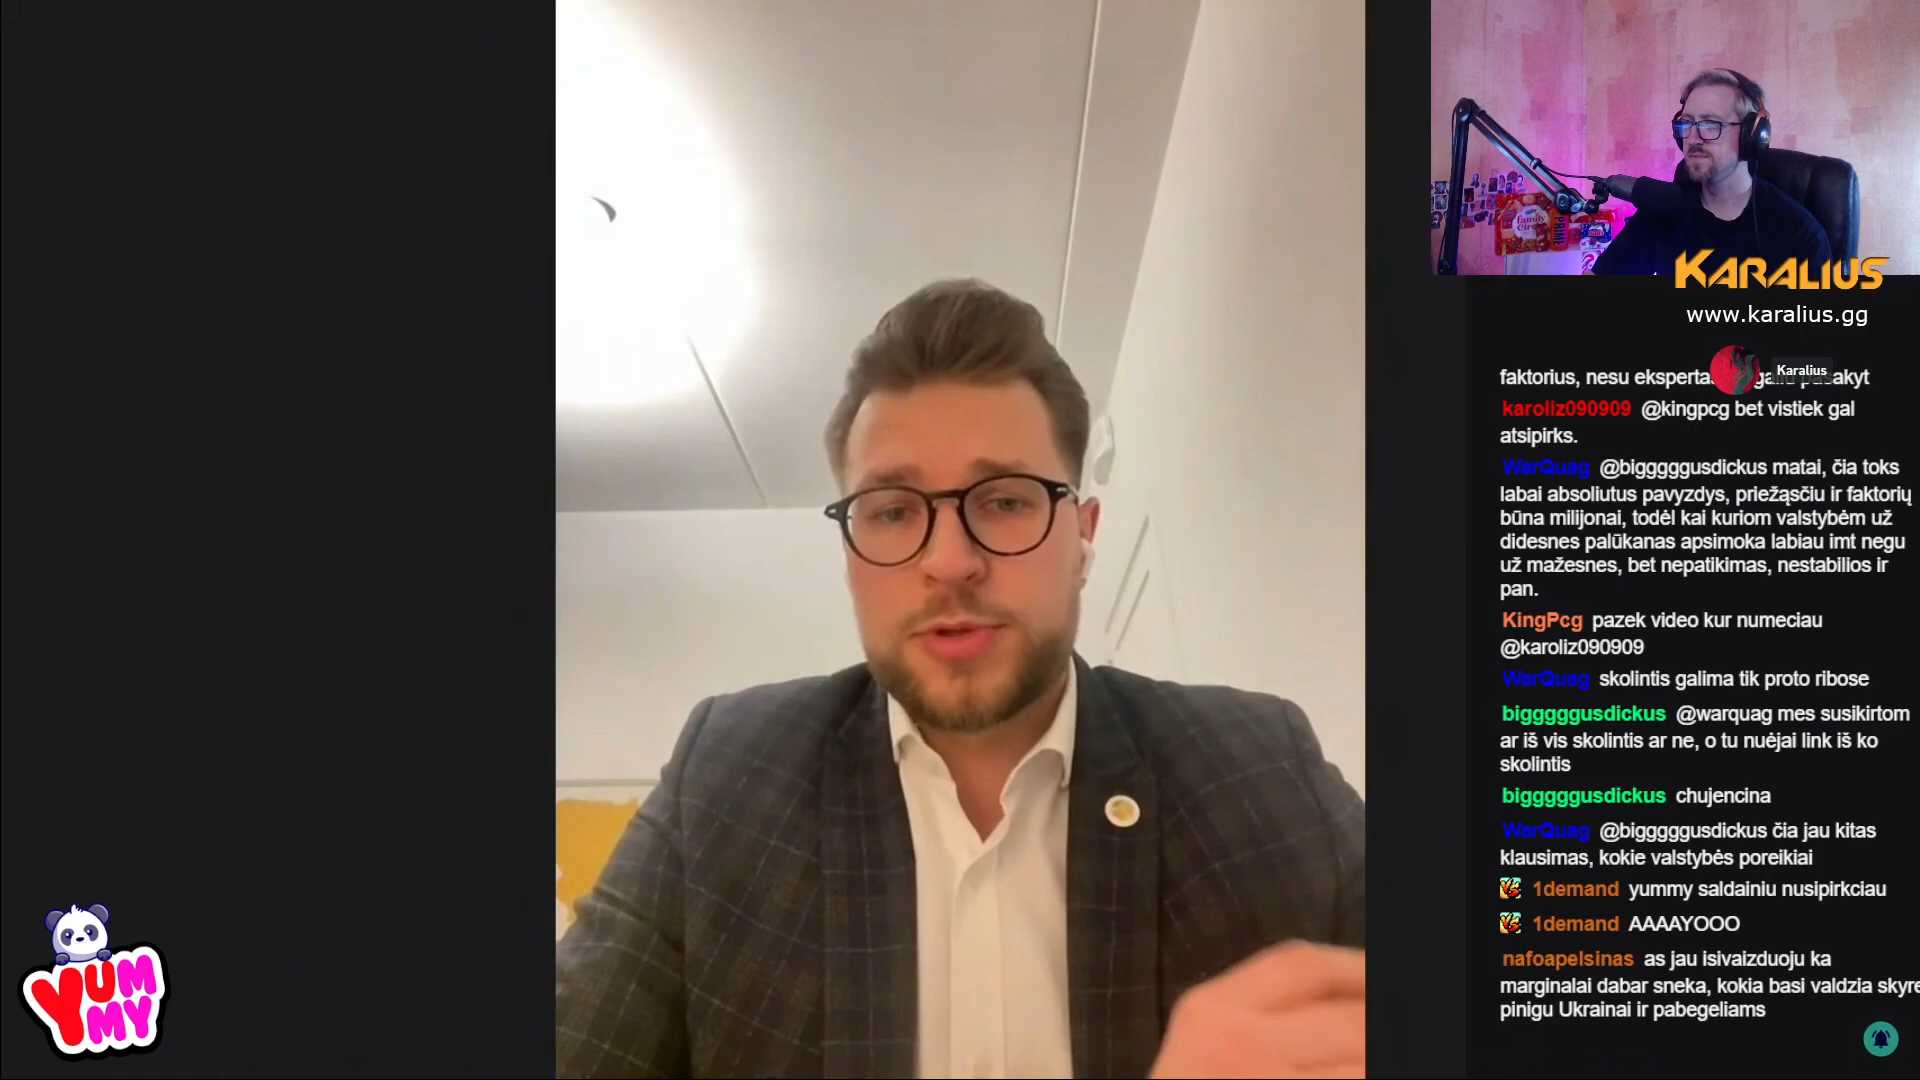 KARALIUS
www.karalius.gg
Karalius
faktorius, nesu
karoliz090909 @kingpcg bet vistiek gal
atsipirks.
WarQuag @bigggggusdickus matai, čia toks
labai absoliutus pavyzdys, priežąsčiu ir faktorių
būna milijonai, todėl kai kuriom valstybėm už
didesnes palūkanas apsimoka labiau imt negu
už mažesnes, bet nepatikimas, nestabilios ir
pan.
KingPcg pazek video kur numeciau
@karoliz090909
WarQuag skolintis galima tik proto ribose
bigggggusdickus @warquag mes susikirtom
ar iš vis skolintis ar ne, o tu nuėjai link iš ko
skolintis
bigggggusdickus chujencina
WarQuag @bigggggusdickus čia jau kitas
klausimas, kokie valstybės poreikiai
1demand yummy saldainiu nusipirkciau
1demand AAAAYOOO
nafoapelsinas as jau isivaizduoju ka
marginalai dabar sneka, kokia basi valdzia skyre
pinigu Ukrainai ir pabegeliams
YUM
MY
family
PRIME